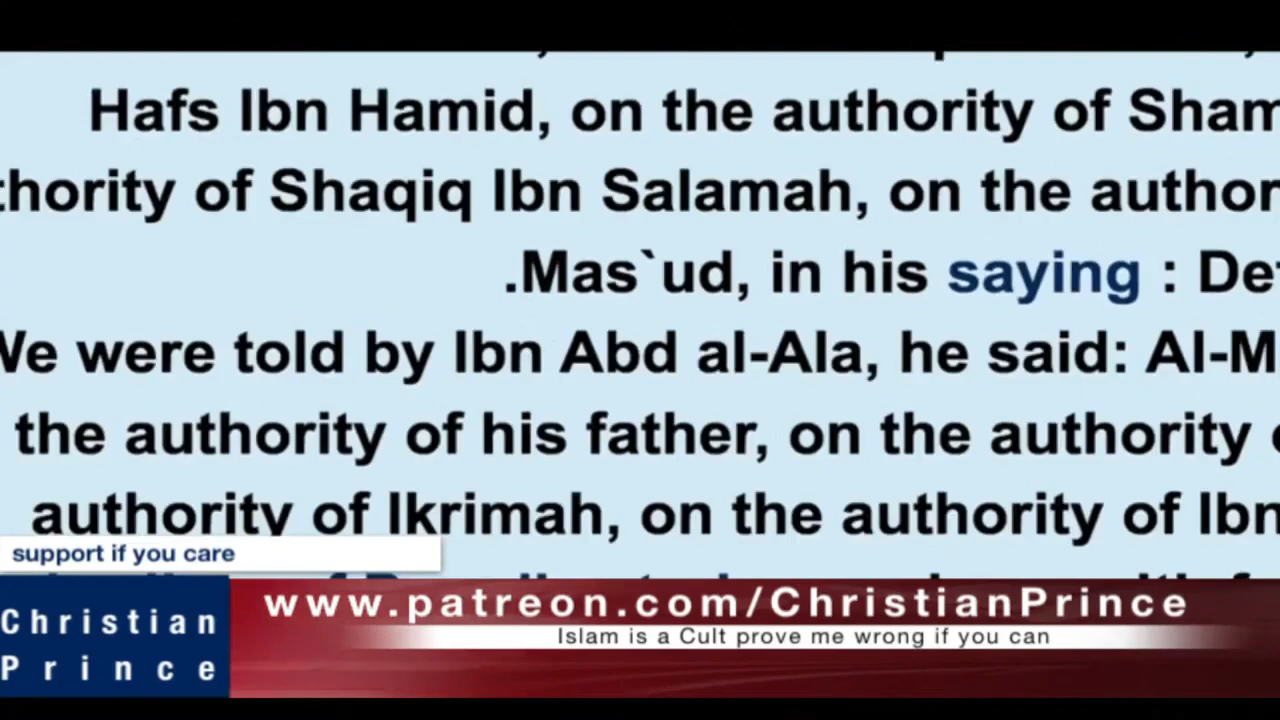 Hafs Ibn Hamid, on the authority of Sham
thority of Shaqiq Ibn Salamah, on the author
.Mas`ud, in his saying : De
We were told by Ibn Abd al-Ala, he said: Al-M
the authority of his father, on the authority
authority of Ikrimah, on the authority of Ibn
support if you care
Christian
Prince
www.patreon.com/ChristianPrince
Islam is a Cult prove me wrong if you can